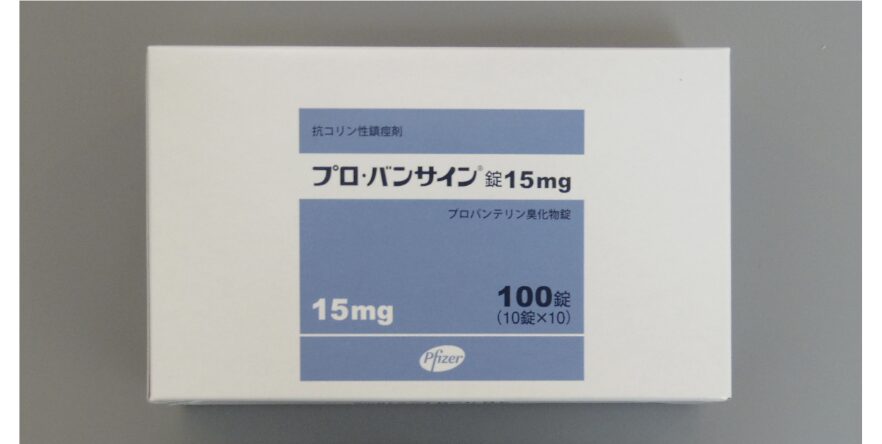 抗コリン性鎮痙剤
プロ・バンサイン®錠15mg
プロパンテリン臭化物錠
15mg
100錠
(10錠×10)
Pfizer